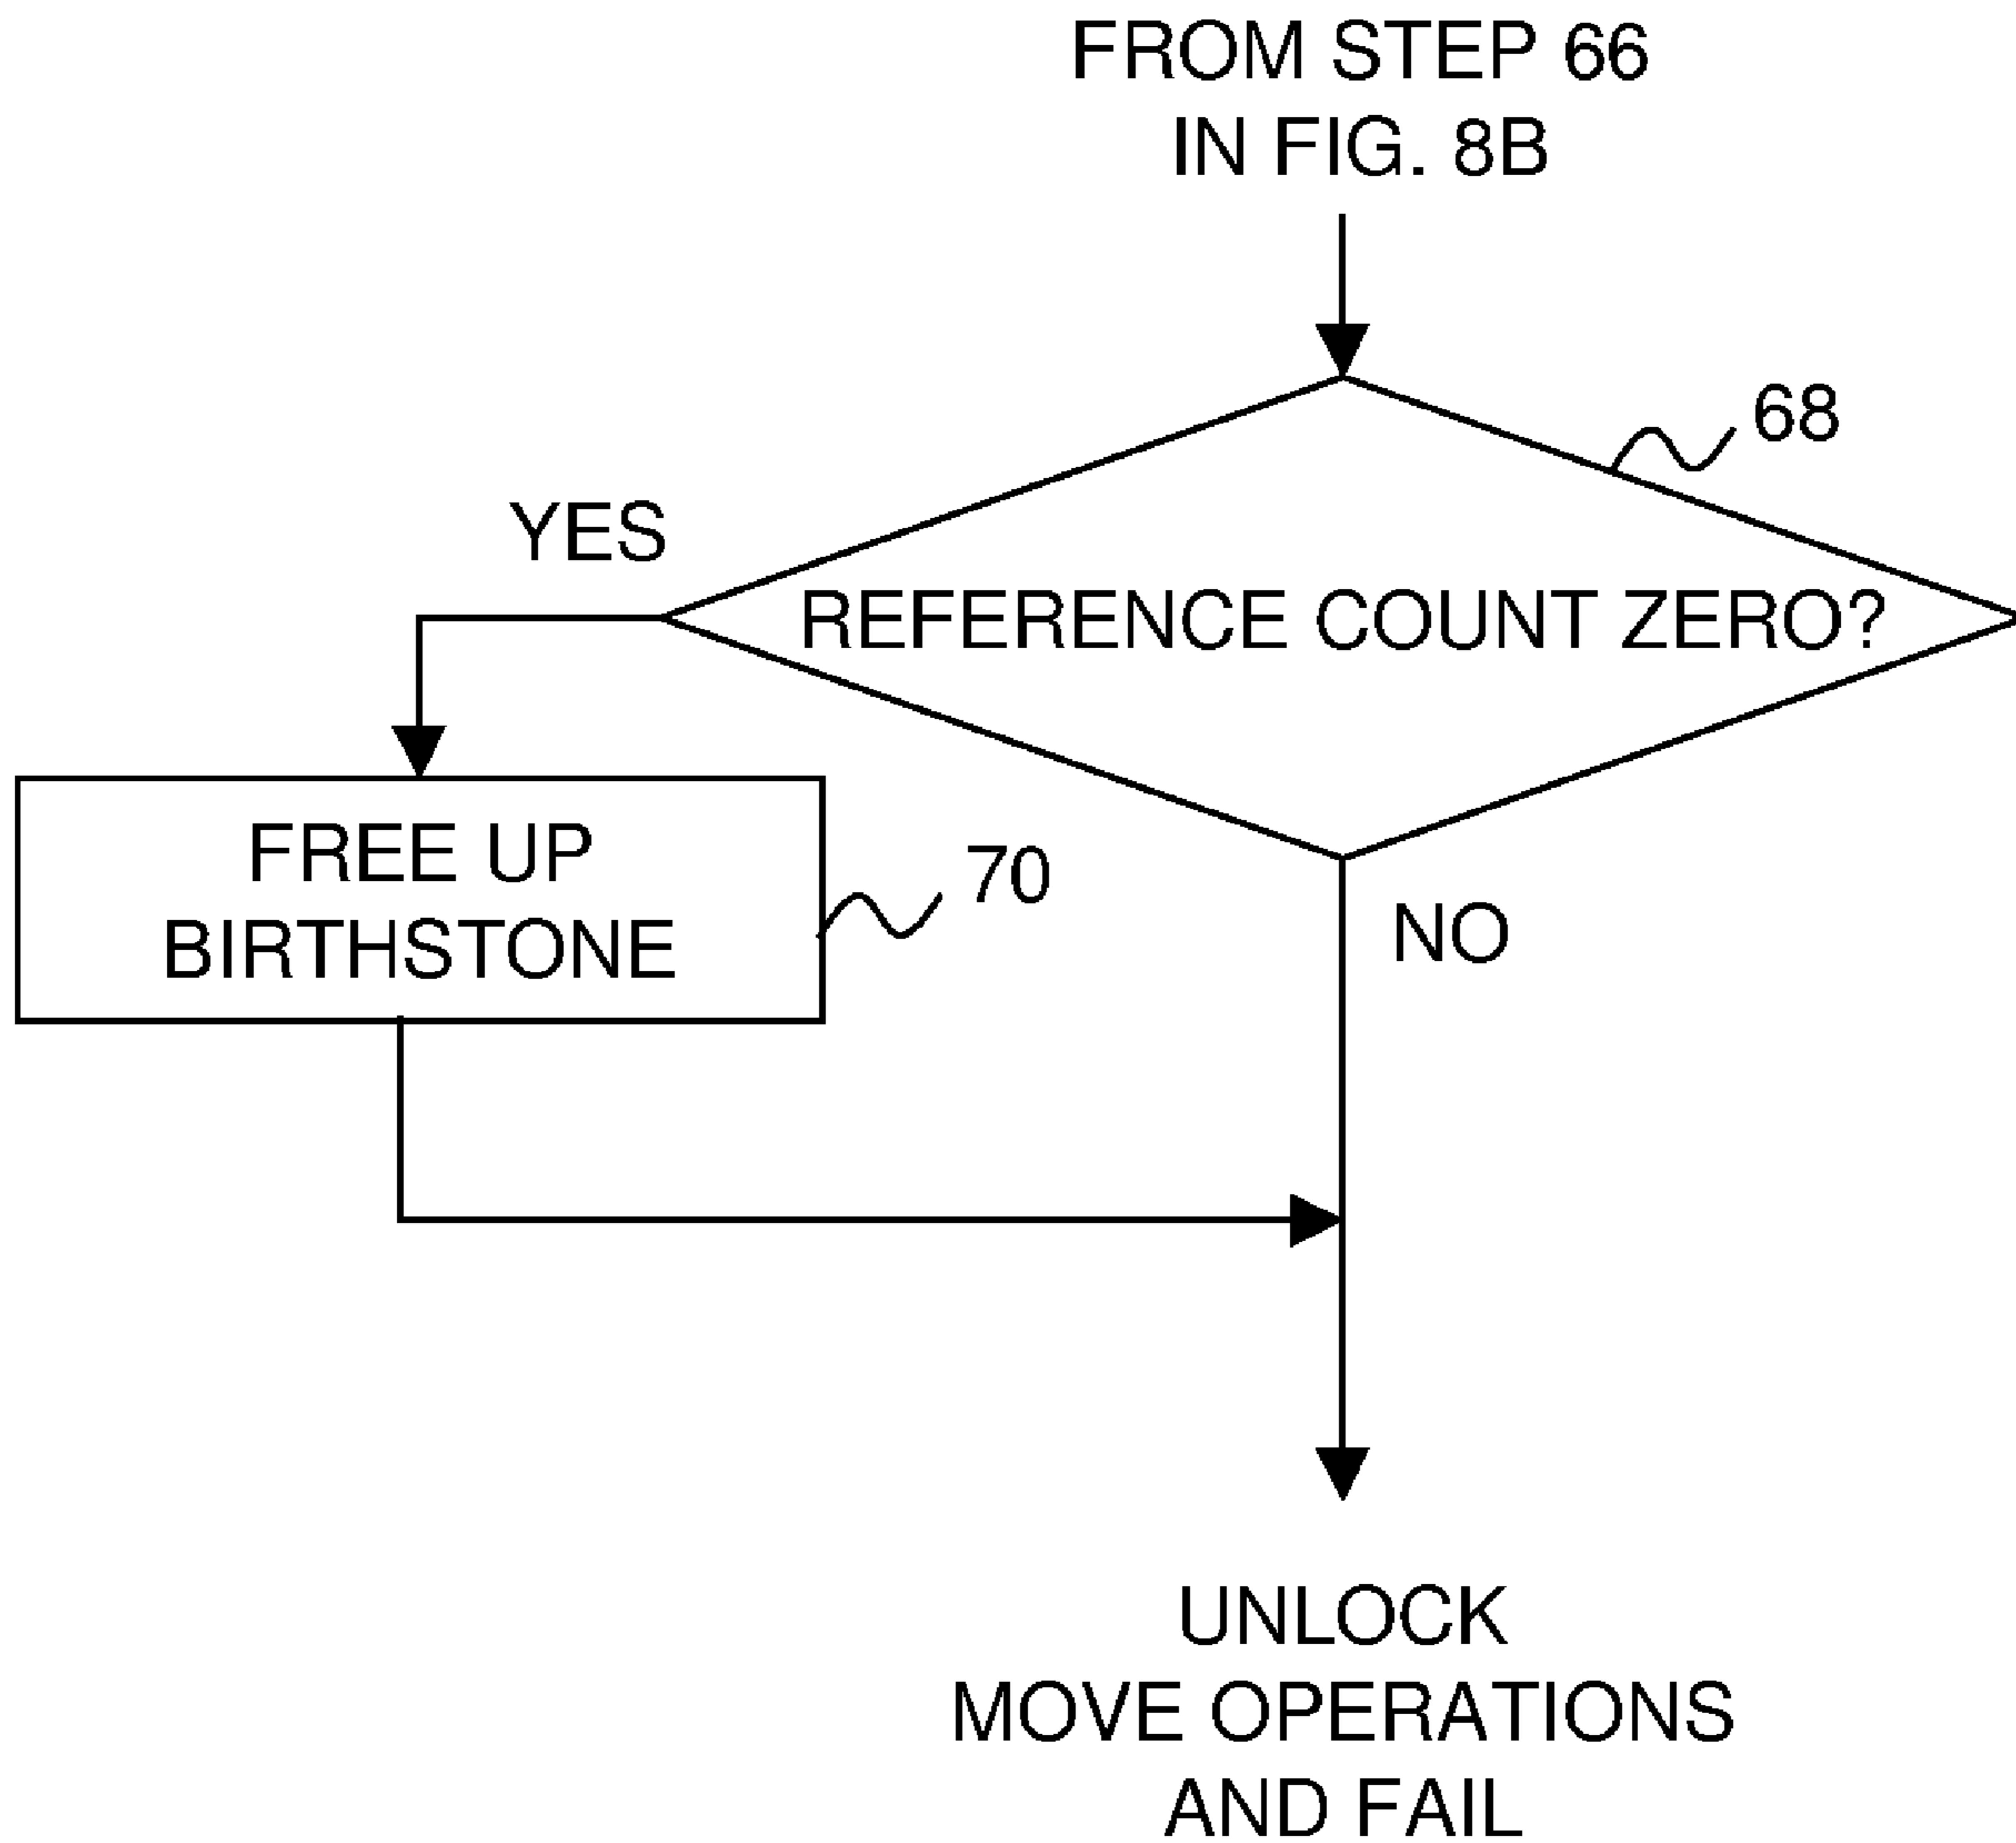 FROM STEP 66
IN FIG. 8B
68
YES
REFERENCE COUNT ZERO?
FREE UP
BIRTHSTONE
70
NO
UNLOCK
MOVE OPERATIONS
AND FAIL